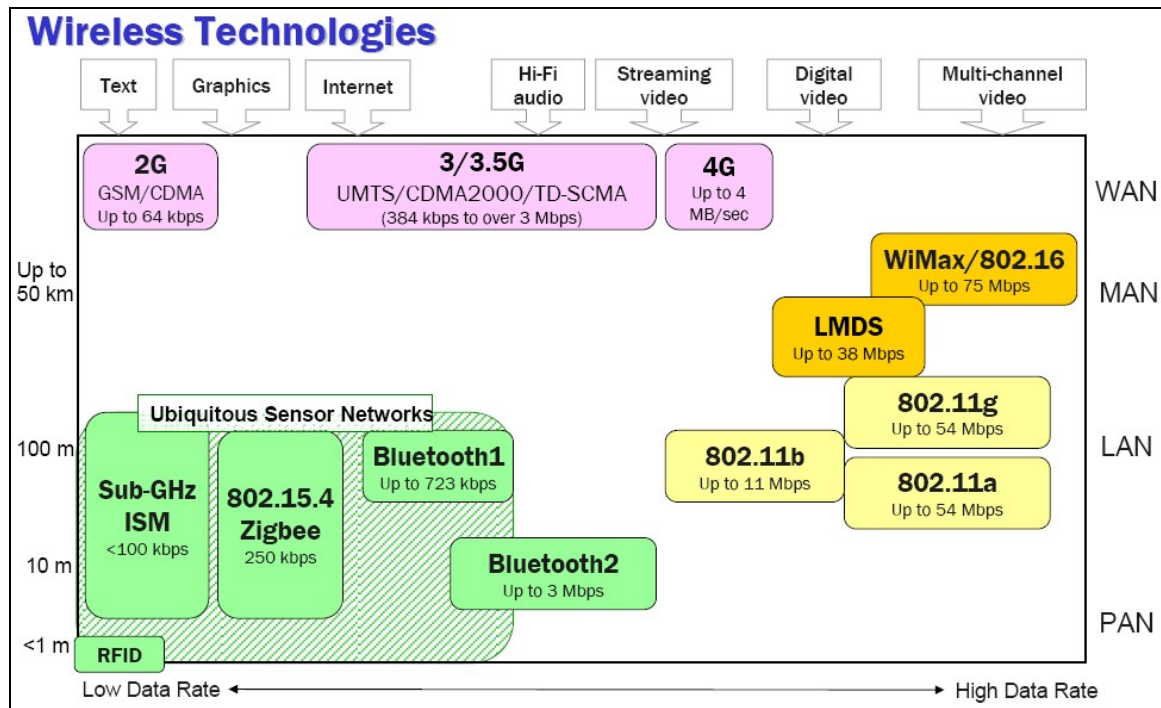 Wireless Technologies
Text
Graphics
Internet
Hi-Fi
audio
Streaming
video
Digital
video
Multi-channel
video
2G
GSM/CDMA
Up to 64 kbps
3/3.5G
UMTS/CDMA2000/TD-SCMA
(384 kbps to over 3 Mbps)
4G
Up to 4
MB/sec
WAN
Up to
50 km
WiMax/802.16
Up to 75 Mbps
MAN
LMDS
Up to 38 Mbps
Ubiquitous Sensor Networks
100 m
Sub-GHz
ISM
<100 kbps
802.15.4
Zigbee
250 kbps
Bluetooth1
Up to 723 kbps
802.11b
Up to 11 Mbps
802.11g
Up to 54 Mbps
802.11a
Up to 54 Mbps
LAN
10 m
Bluetooth2
Up to 3 Mbps
PAN
<1 m
RFID
Low Data Rate
High Data Rate